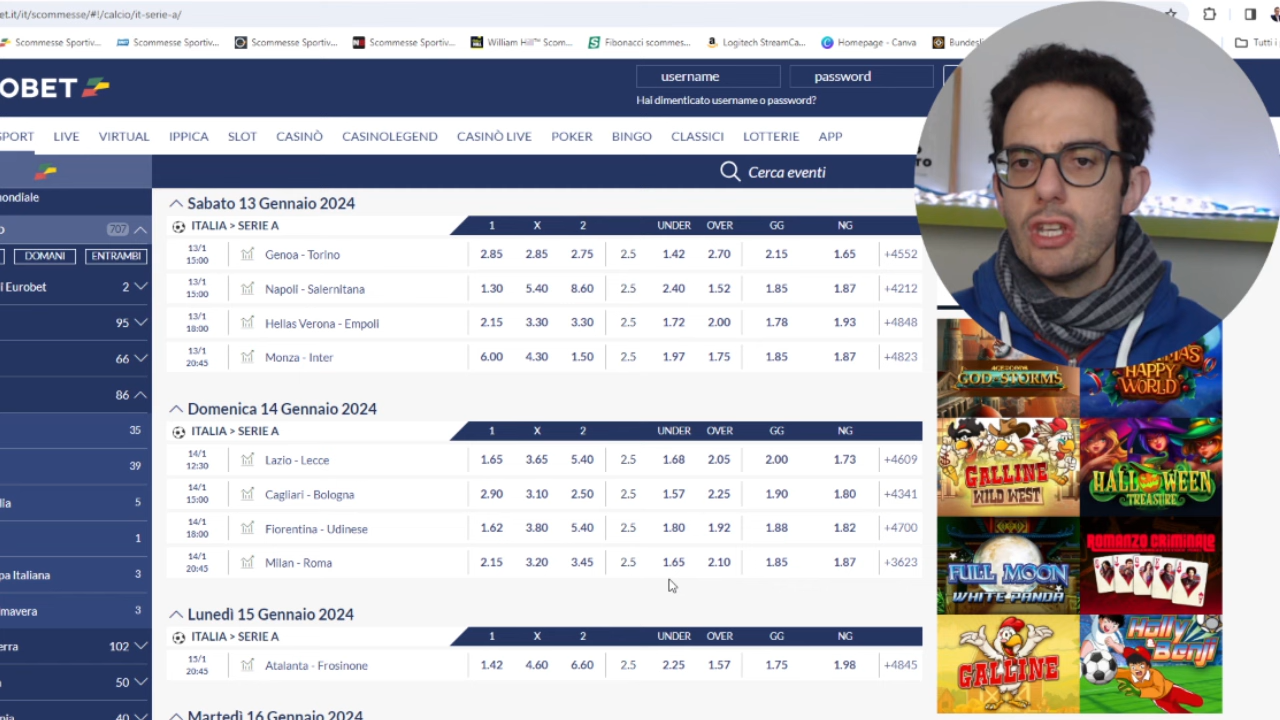 et.it/it/scommesse/#!/calcio/it-serie-a/
Scommesse Sportiv... Scommesse Sportiv... Scommesse Sportiv... Scommesse Sportiv... William Hill™ Scom... Fibonacci scommes... Logitech StreamCa... Homepage - Canva Tutti i
OBET
username password
Hai dimenticato username o password?
SPORT LIVE VIRTUAL IPPICA SLOT CASINÒ CASINOLEGEND CASINÒ LIVE POKER BINGO CLASSICI LOTTERIE APP
Cerca eventi
mondiale
707
DOMANI ENTRAMBI
i Eurobet 2
95
66
86
35
39
lia 5
1
pa Italiana 3
mavera 3
erra 102
50
40
Sabato 13 Gennaio 2024
ITALIA > SERIE A 1 X 2 UNDER OVER GG NG
13/1 15:00 Genoa - Torino 2.85 2.85 2.75 2.5 1.42 2.70 2.15 1.65 +4552
13/1 15:00 Napoli - Salernitana 1.30 5.40 8.60 2.5 2.40 1.52 1.85 1.87 +4212
13/1 18:00 Hellas Verona - Empoli 2.15 3.30 3.30 2.5 1.72 2.00 1.78 1.93 +4848
13/1 20:45 Monza - Inter 6.00 4.30 1.50 2.5 1.97 1.75 1.85 1.87 +4823
Domenica 14 Gennaio 2024
ITALIA > SERIE A 1 X 2 UNDER OVER GG NG
14/1 12:30 Lazio - Lecce 1.65 3.65 5.40 2.5 1.68 2.05 2.00 1.73 +4609
14/1 15:00 Cagliari - Bologna 2.90 3.10 2.50 2.5 1.57 2.25 1.90 1.80 +4341
14/1 18:00 Fiorentina - Udinese 1.62 3.80 5.40 2.5 1.80 1.92 1.88 1.82 +4700
14/1 20:45 Milan - Roma 2.15 3.20 3.45 2.5 1.65 2.10 1.85 1.87 +3623
Lunedì 15 Gennaio 2024
ITALIA > SERIE A 1 X 2 UNDER OVER GG NG
15/1 20:45 Atalanta - Frosinone 1.42 4.60 6.60 2.5 2.25 1.57 1.75 1.98 +4845
Martedì 16 Gennaio 2024
GOD STORMS
HAPPY
WORLD
GALLINE
WILD WEST
HALLOWEEN
TREASURE
FULL MOON
WHITE PANDA
ROMANZO CRIMINALE
GALLINE
Holly
Benji